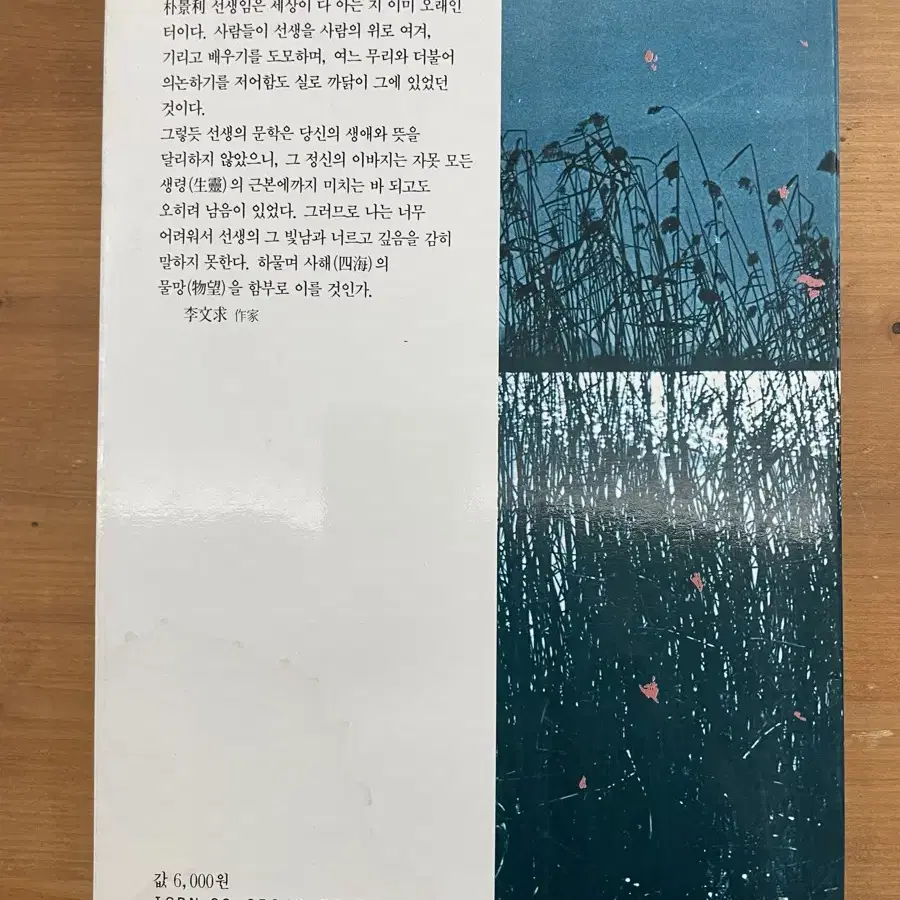 朴景利 선생임은 세상이 다 아는 지 이미 오래인
터이다. 사람들이 선생을 사람의 위로 여겨,
기리고 배우기를 도모하며, 여느 무리와 더불어
의논하기를 저어함도 실로 까닭이 그에 있었던
것이다.
그렇듯 선생의 문학은 당신의 생애와 뜻을
달리하지 않았으니, 그 정신의 이바지는 자못 모든
생령(生靈)의 근본에까지 미치는 바 되고도
오히려 남음이 있었다. 그러므로 나는 너무
어려워서 선생의 그 빛남과 너르고 깊음을 감히
말하지 못한다. 하물며 사해(四海)의
물망(物望)을 함부로 이를 것인가.
李文求 作家
값 6,000원
ISBN